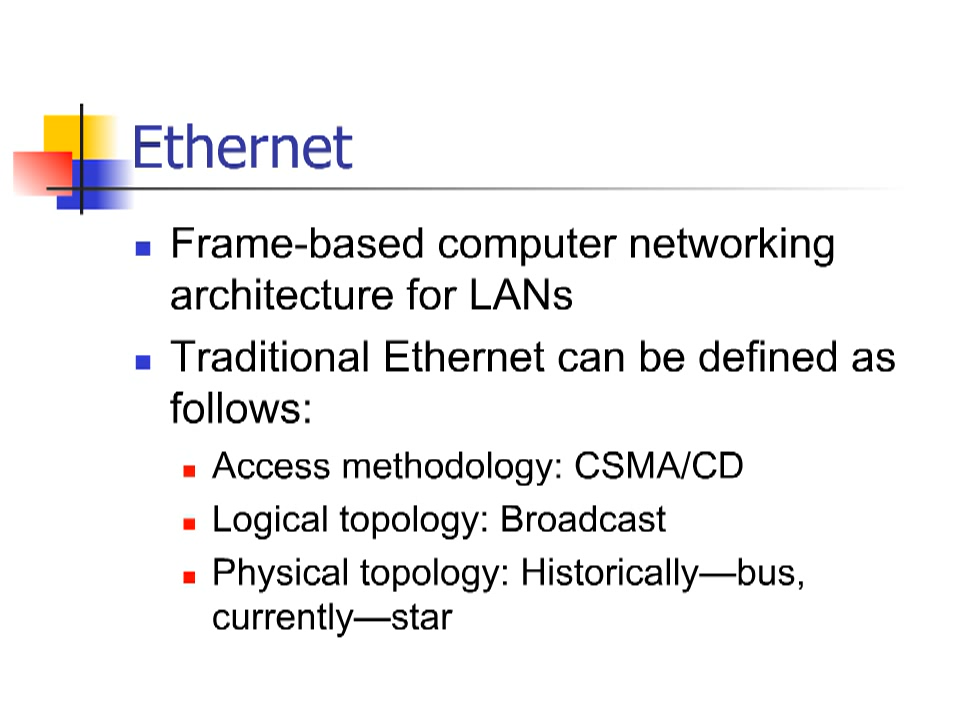 Ethernet
Frame-based computer networking
architecture for LANs
Traditional Ethernet can be defined as
follows:
Access methodology: CSMA/CD
Logical topology: Broadcast
Physical topology: Historically—bus,
currently—star